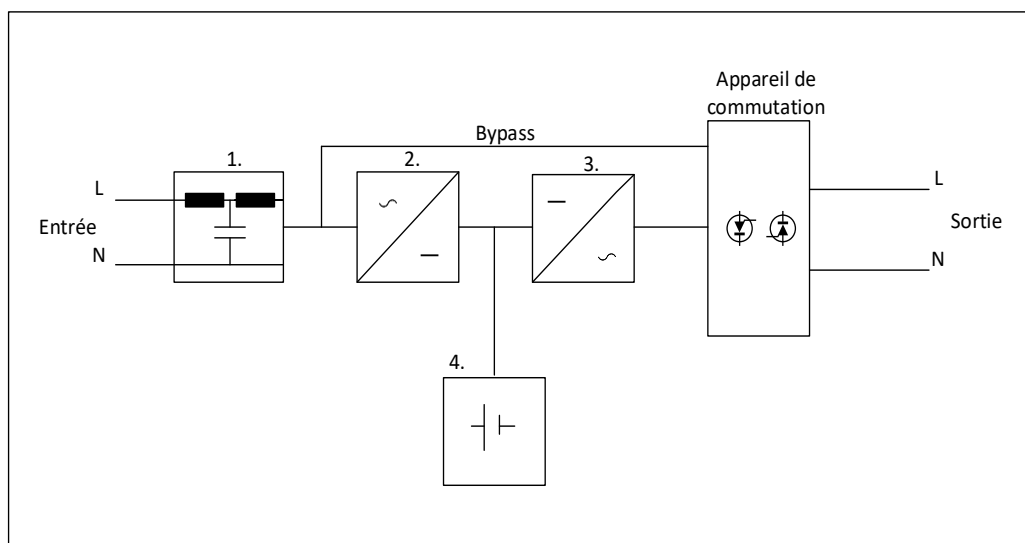 Appareil de
commutation
Bypass
1.
2.
3.
L
Entrée
N
L
Sortie
N
4.